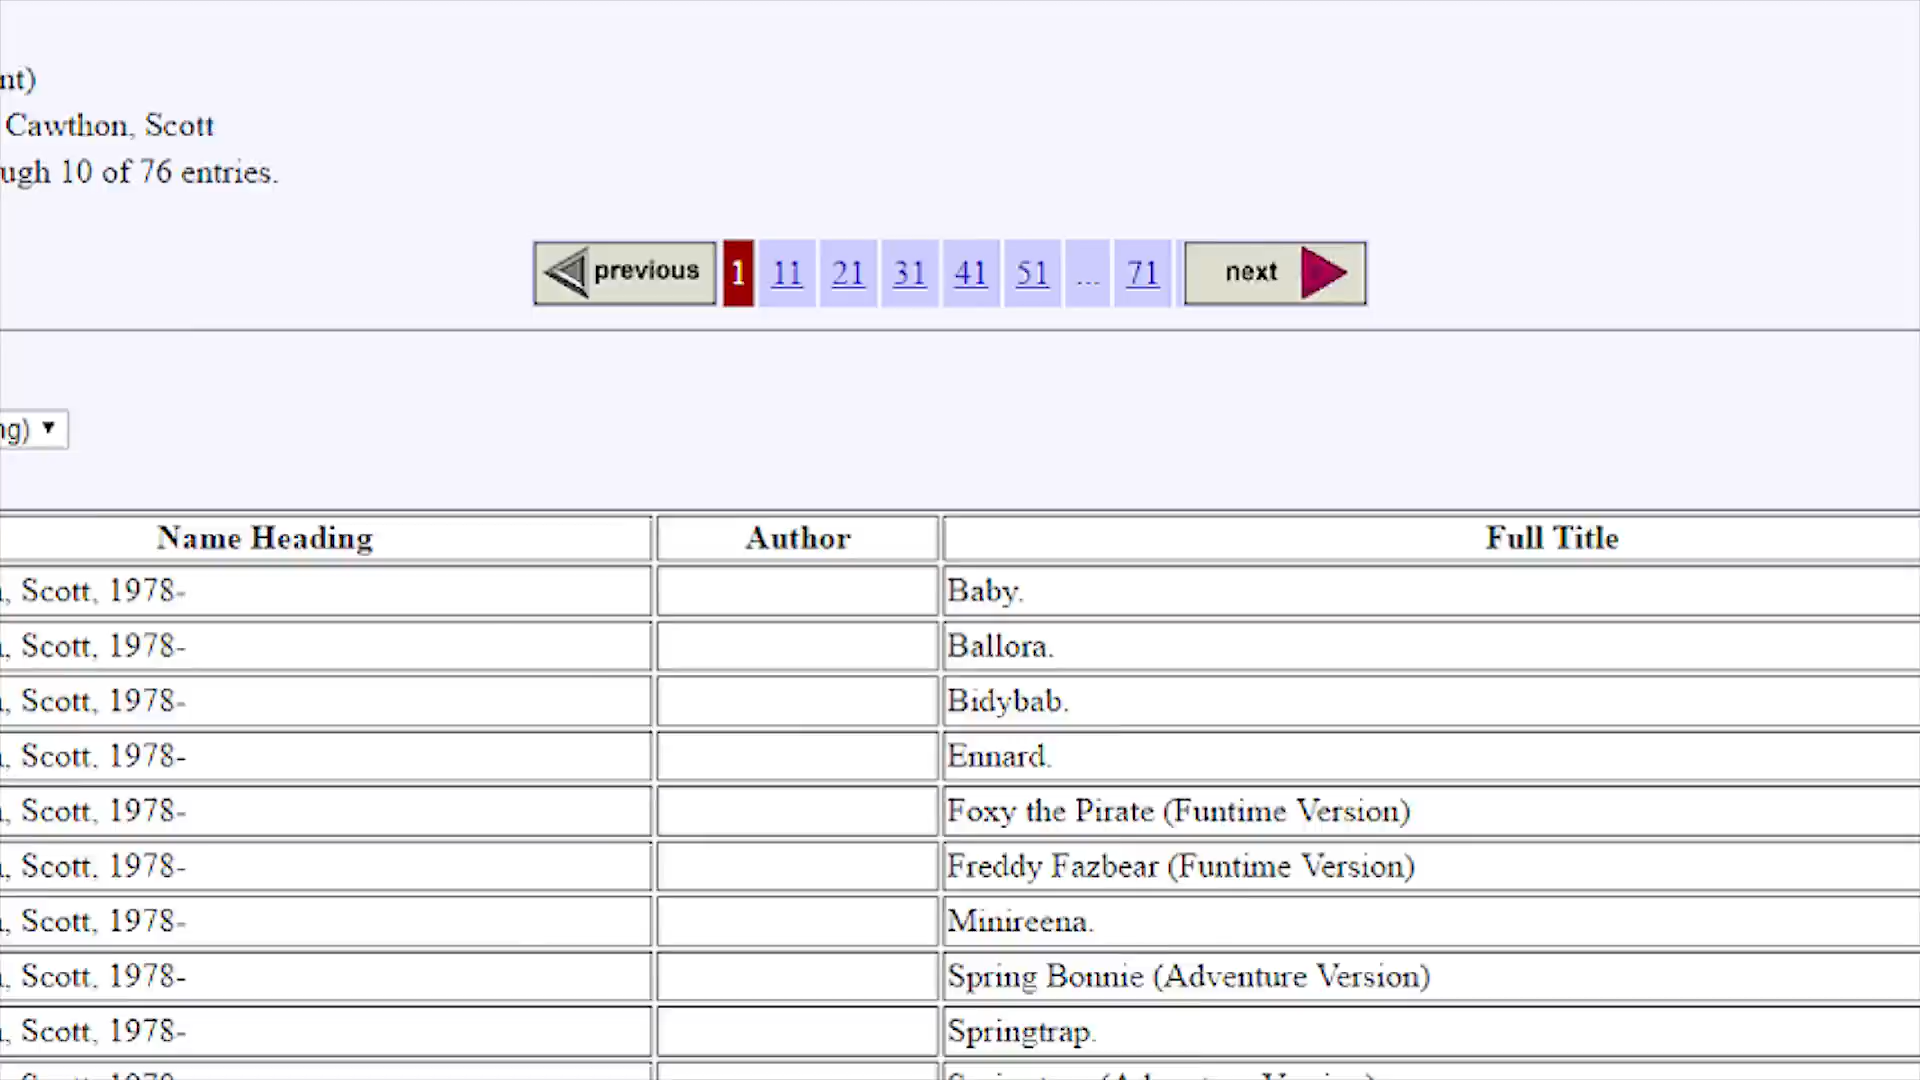 nt)
Cawthon, Scott
ugh 10 of 76 entries.
previous 1 11 21 31 41 51 ... 71 next
ng) ▼
Name Heading Author Full Title
, Scott, 1978- Baby.
, Scott, 1978- Ballora.
, Scott, 1978- Bidybab.
, Scott, 1978- Ennard.
, Scott, 1978- Foxy the Pirate (Funtime Version)
, Scott, 1978- Freddy Fazbear (Funtime Version)
, Scott, 1978- Minireena.
, Scott, 1978- Spring Bonnie (Adventure Version)
, Scott, 1978- Springtrap.